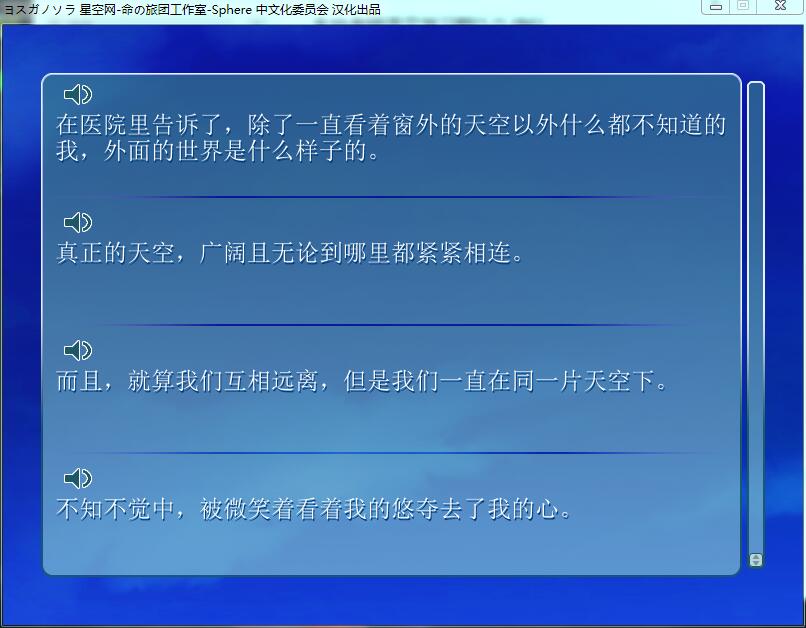 ヨスガノソラ 星空网-命の旅团工作室-Sphere 中文化委员会 汉化出品
在医院里告诉了，除了一直看着窗外的天空以外什么都不知道的
我，外面的世界是什么样子的。
真正的天空，广阔且无论到哪里都紧紧相连。
而且，就算我们互相远离，但是我们一直在同一片天空下。
不知不觉中，被微笑着看着我的悠夺去了我的心。